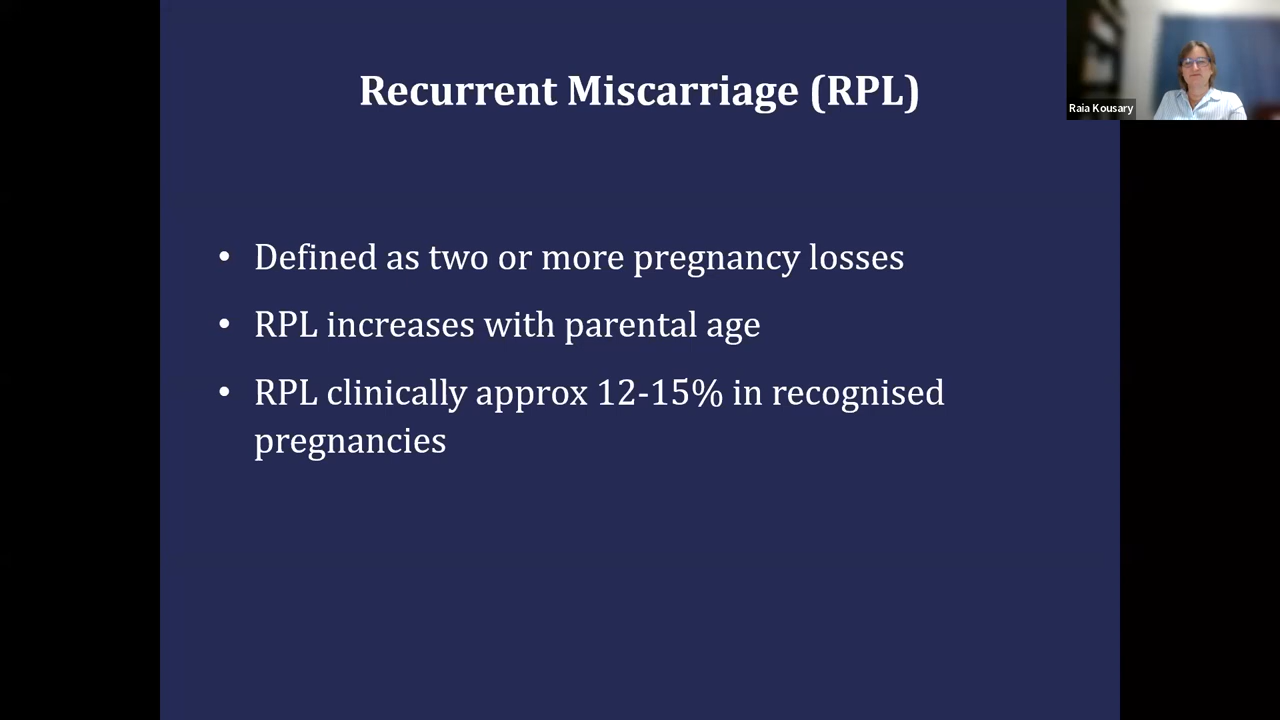 Recurrent Miscarriage (RPL)
Raia Kousary
• Defined as two or more pregnancy losses
• RPL increases with parental age
• RPL clinically approx 12-15% in recognised
pregnancies